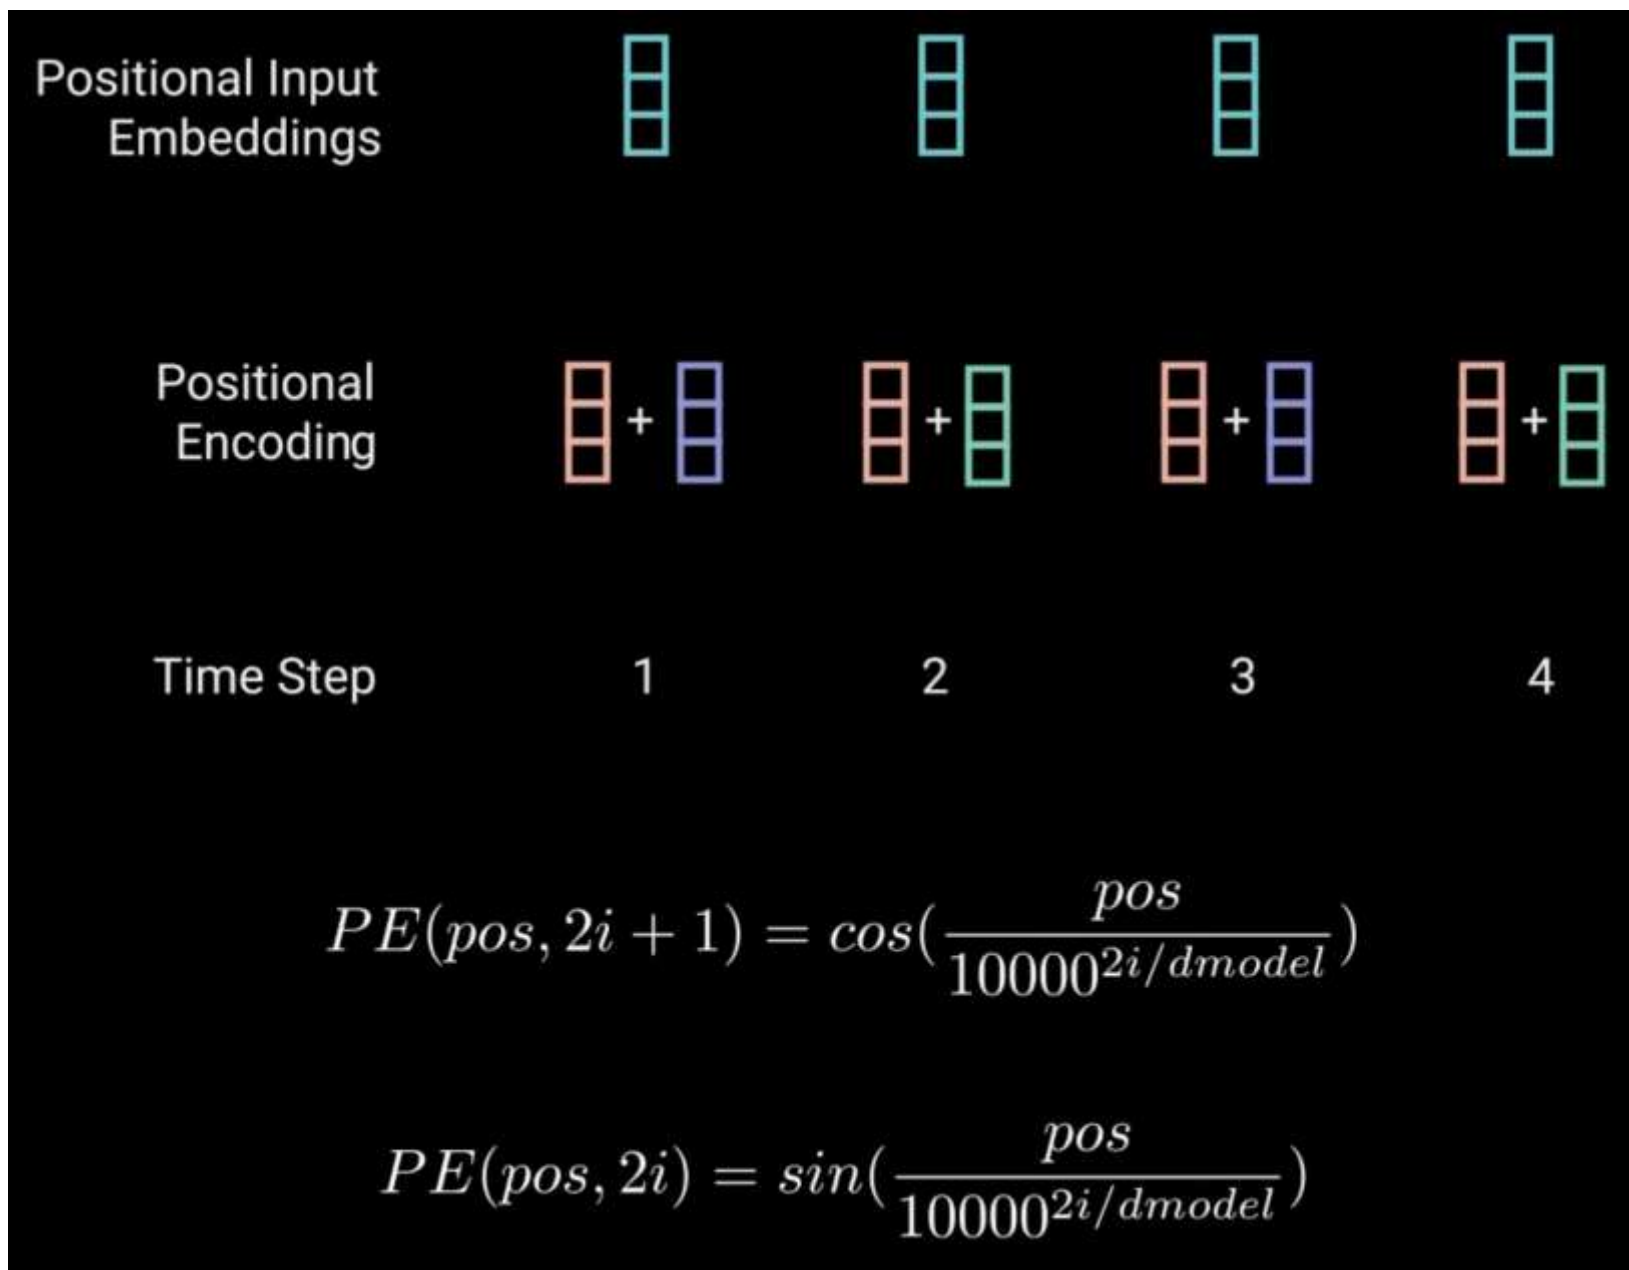 Positional Input
Embeddings
Positional
Encoding
+ + + +
Time Step 1 2 3 4
PE(pos, 2i + 1) = cos(pos / 10000^{2i/dmodel})
PE(pos, 2i) = sin(pos / 10000^{2i/dmodel})